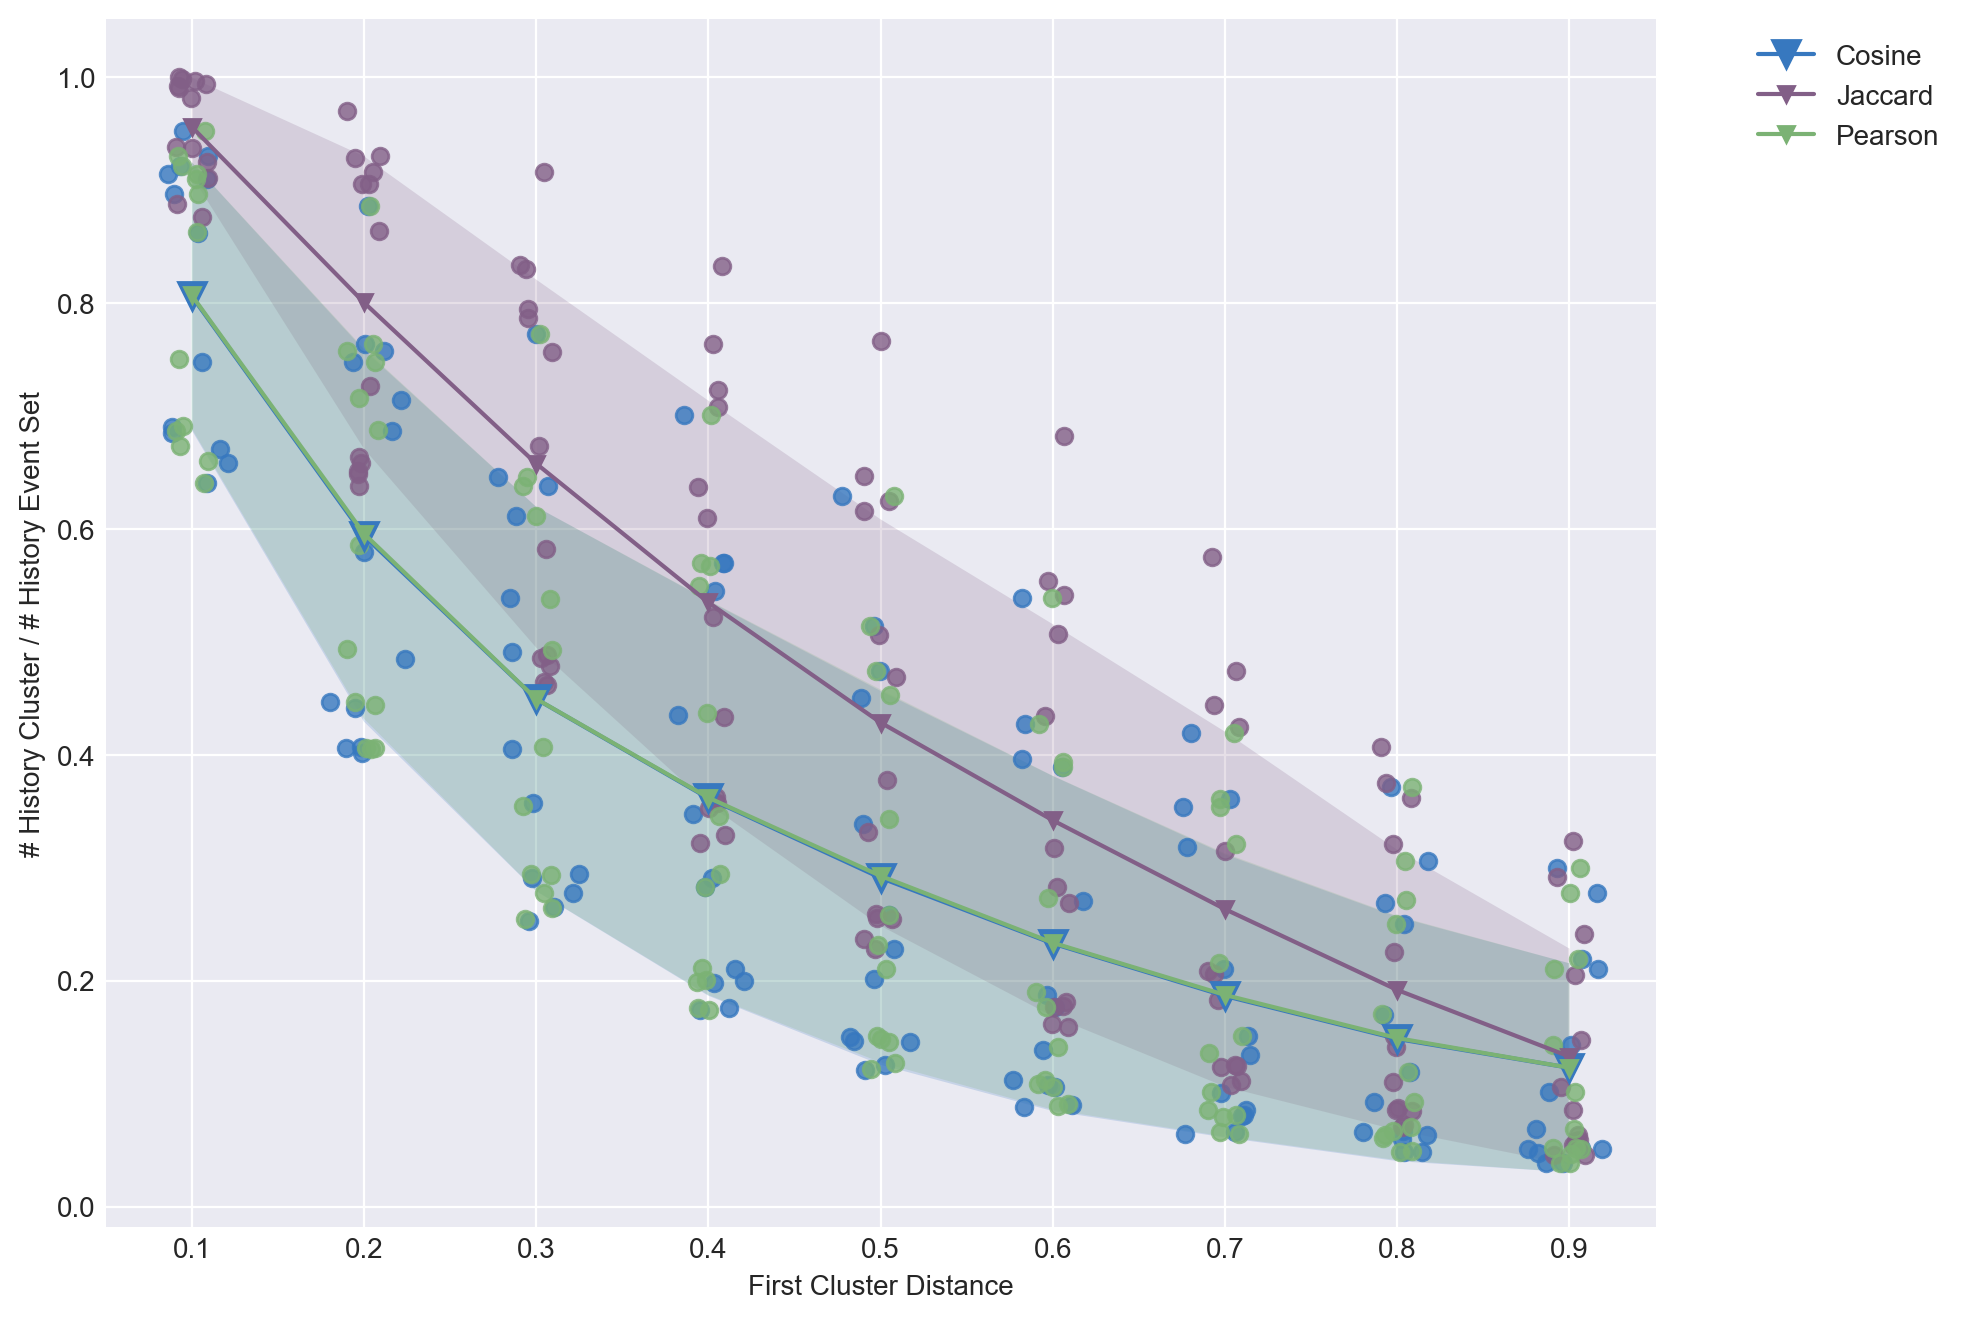 # History Cluster / # History Event Set
1.0
0.8
0.6
0.4
0.2
0.0
0.1 0.2 0.3 0.4 0.5 0.6 0.7 0.8 0.9
First Cluster Distance
Cosine
Jaccard
Pearson